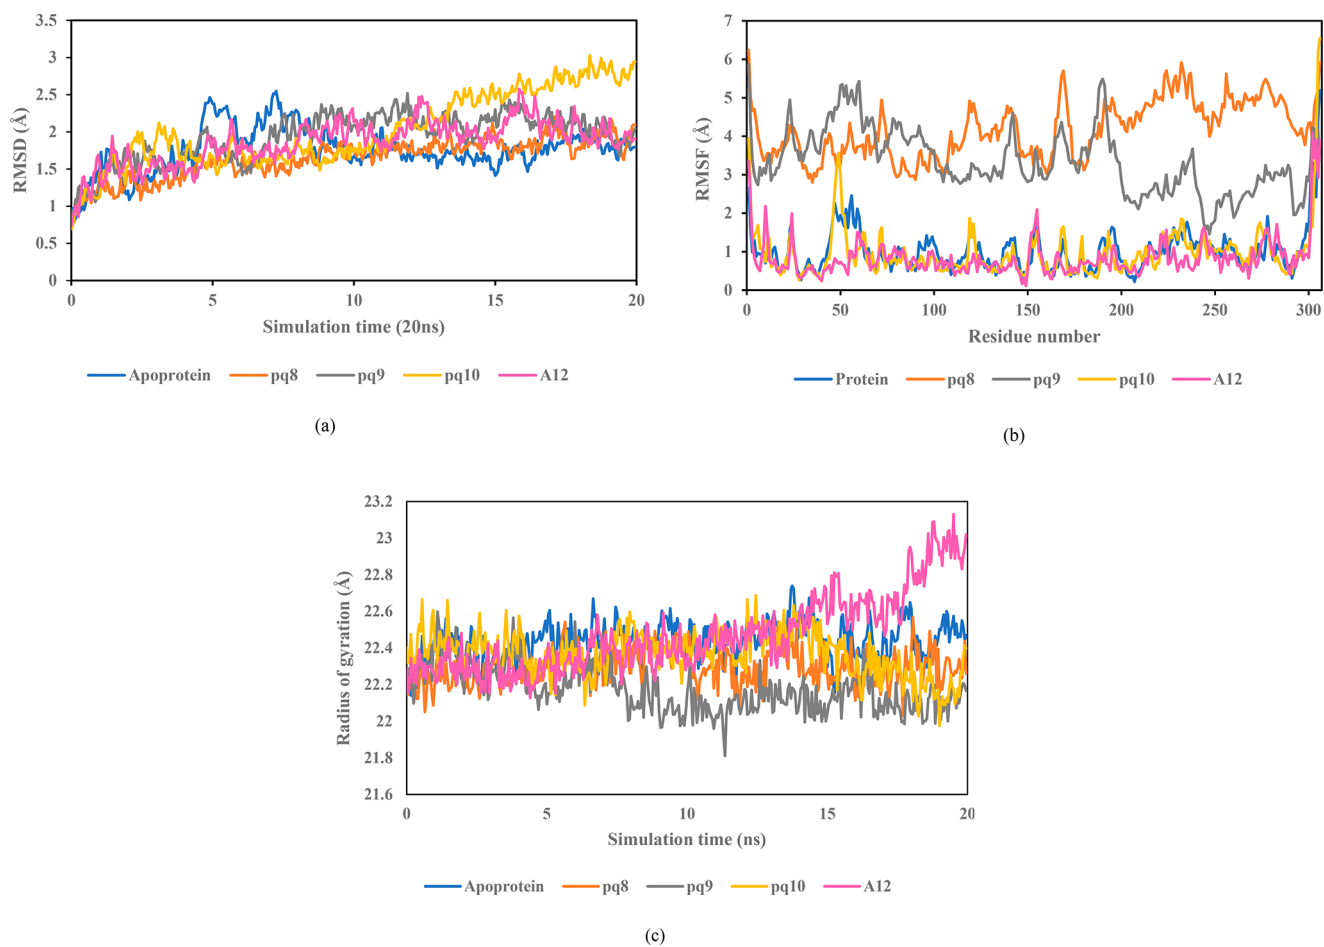 3.5
3
2.5
2
1.5
1
0.5
0
RMSD (Å)
0 5 10 15 20
Simulation time (20ns)
Apoprotein pq8 pq9 pq10 A12
(a)
7
6
5
4
3
2
1
0
RMSF (Å)
0 50 100 150 200 250 300
Residue number
Protein pq8 pq9 pq10 A12
(b)
23.2
23
22.8
22.6
22.4
22.2
22
21.8
21.6
Radius of gyration (Å)
0 5 10 15 20
Simulation time (ns)
Apoprotein pq8 pq9 pq10 A12
(c)